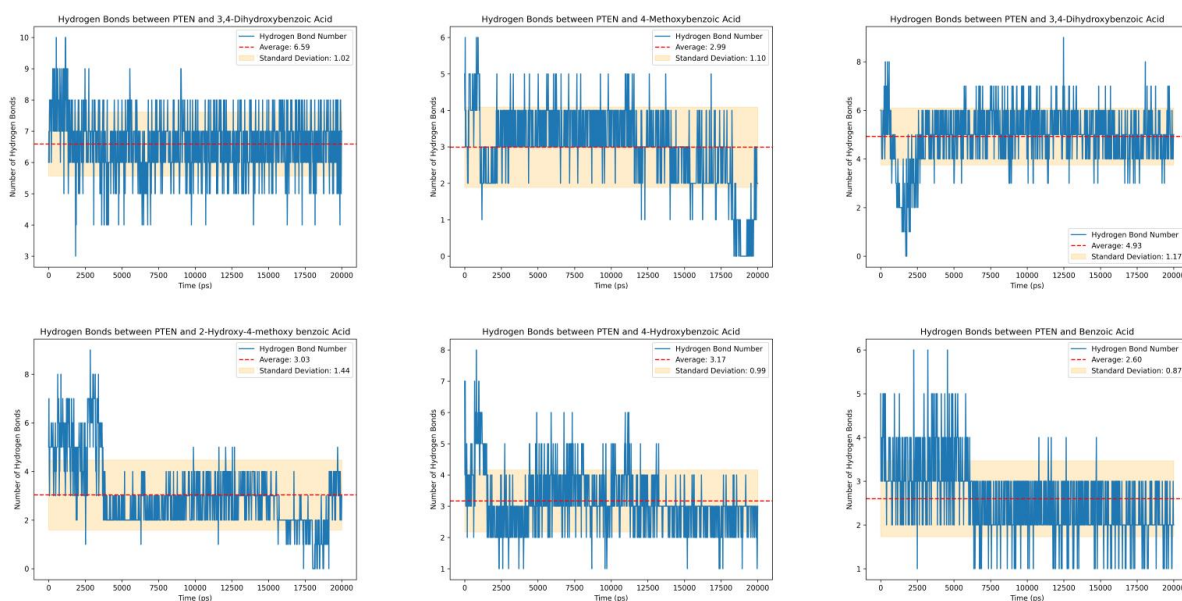 Hydrogen Bonds between PTEN and 3,4-Dihydroxybenzoic Acid
Number of Hydrogen Bonds
10
9
8
7
6
5
4
3
Hydrogen Bond Number
Average: 6.59
Standard Deviation: 1.02
0 2500 5000 7500 10000 12500 15000 17500 20000
Time (ps)
Hydrogen Bonds between PTEN and 4-Methoxybenzoic Acid
Number of Hydrogen Bonds
6
5
4
3
2
1
0
Hydrogen Bond Number
Average: 2.99
Standard Deviation: 1.10
0 2500 5000 7500 10000 12500 15000 17500 20000
Time (ps)
Hydrogen Bonds between PTEN and 3,4-Dihydroxybenzoic Acid
Number of Hydrogen Bonds
8
6
4
2
0
Hydrogen Bond Number
Average: 4.93
Standard Deviation: 1.17
0 2500 5000 7500 10000 12500 15000 17500 20000
Time (ps)
Hydrogen Bonds between PTEN and 2-Hydroxy-4-methoxy benzoic Acid
Number of Hydrogen Bonds
8
6
4
2
0
Hydrogen Bond Number
Average: 3.03
Standard Deviation: 1.44
0 2500 5000 7500 10000 12500 15000 17500 20000
Time (ps)
Hydrogen Bonds between PTEN and 4-Hydroxybenzoic Acid
Number of Hydrogen Bonds
8
7
6
5
4
3
2
1
Hydrogen Bond Number
Average: 3.17
Standard Deviation: 0.99
0 2500 5000 7500 10000 12500 15000 17500 20000
Time (ps)
Hydrogen Bonds between PTEN and Benzoic Acid
Number of Hydrogen Bonds
6
5
4
3
2
1
Hydrogen Bond Number
Average: 2.60
Standard Deviation: 0.87
0 2500 5000 7500 10000 12500 15000 17500 20000
Time (ps)